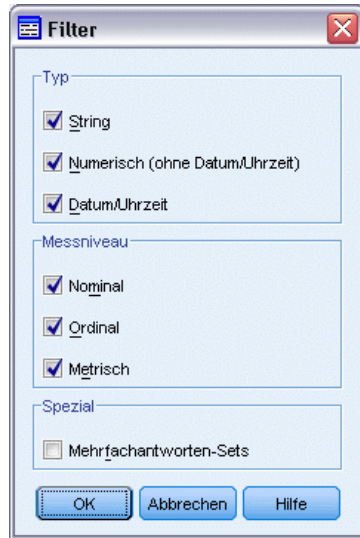 Filter
Typ
String
Numerisch (ohne Datum/Uhrzeit)
Datum/Uhrzeit
Messniveau
Nominal
Ordinal
Metrisch
Spezial
Mehrfachantworten-Sets
OK
Abbrechen
Hilfe